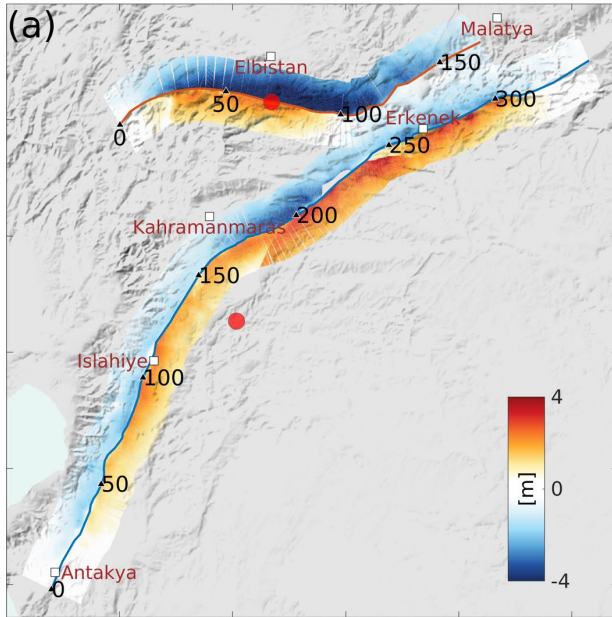 (a)
Malatya
Elbistan
150
50
100
0
Erkenek
300
250
Kahramanmaras
200
150
Islahiye
100
50
Antakya
0
4
0
-4
[m]